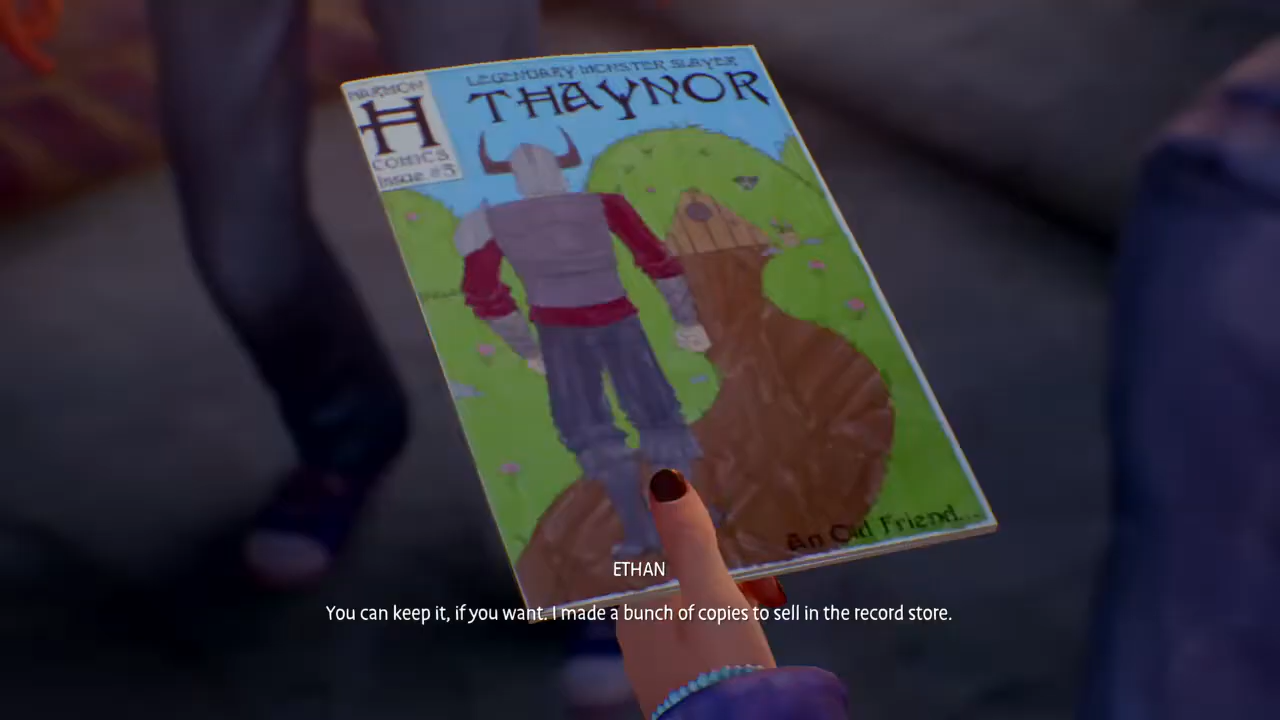 LEGENDARY MONSTER SLAYER
THAYNOR
HARMON
H
COMICS
Issue #3
An Old Friend...
ETHAN
You can keep it, if you want. I made a bunch of copies to sell in the record store.